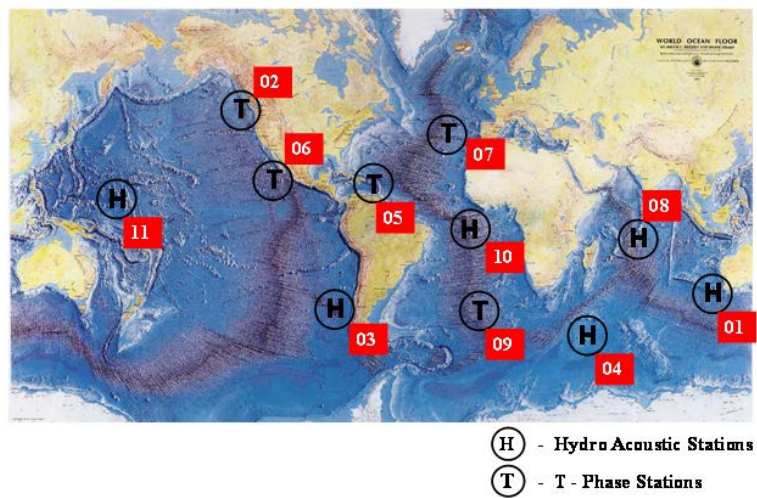 WORLD OCEAN FLOOR
02
T
06
T
T
07
H
11
T
05
H
10
08
H
H
03
T
09
H
04
H
01
H - Hydro Acoustic Stations
T - T - Phase Stations